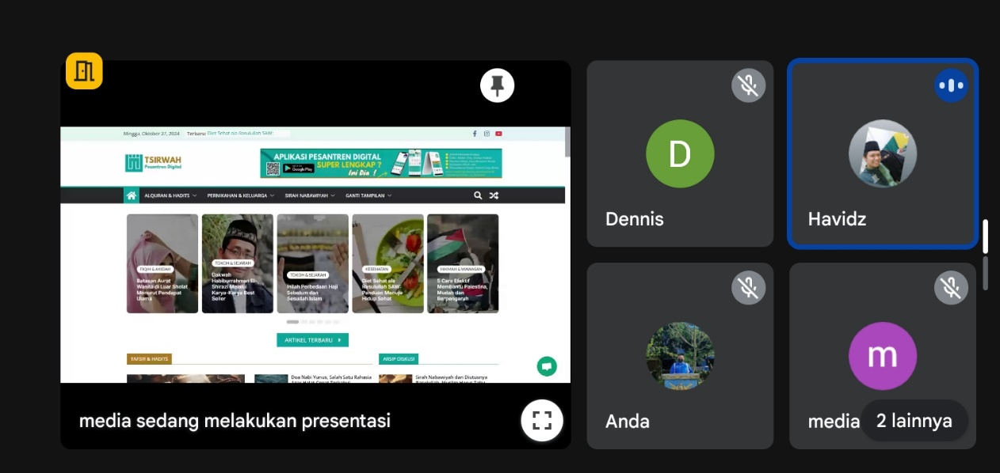 Minggu, Oktober 27, 2024
Terbaru: Diet Sehat ala Rasulullah SAW:
TSIRWAH
Pesantren Digital
APLIKASI PESANTREN DIGITAL
SUPER LENGKAP ?
Google Play
Ini Dia !
ALQURAN & HADITS
PERNIKAHAN & KELUARGA
SIRAH NABAWIYAH
GANTI TAMPILAN
FIQIH & AKIDAH
Batasan Aurat
Wanita di Luar Sholat
Menurut Pendapat
Ulama
TOKOH & SEJARAH
Dakwah
Habiburrahman El-
Shirazi Melalui
Karya-Karya Best
Seller
TOKOH & SEJARAH
Inilah Perbedaan Haji
Sebelum dan
Sesudah Islam
KESEHATAN
Diet Sehat ala
Rasulullah SAW:
Panduan Menuju
Hidup Sehat
HIKMAH & WAWASAN
5 Cara Efektif
Membantu Palestina,
Mudah dan
Berpengaruh
ARTIKEL TERBARU
TAFSIR & HADITS
ARSIP DISKUSI
Doa Nabi Yunus, Salah Satu Rahasia
Sirah Nabawiyah dan Diutusnya
media sedang melakukan presentasi
D
Dennis
Havidz
Anda
m
media
2 lainnya